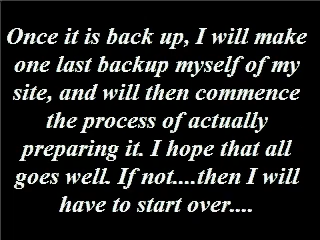 Once it is back up, I will make
one last backup myself of my
site, and will then commence
the process of actually
preparing it. I hope that all
goes well. If not....then I will
have to start over....